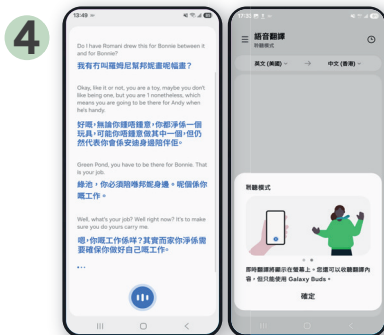 4
13:49
Do I have Romani drew this for Bonnie between it
and for Bonnie?
我有冇叫羅姆尼幫邦妮畫呢幅畫？
Okay, like it or not, you are a toy, maybe you don't
like being one, but you are 1 nonetheless, which
means you are going to be there for Andy when
he's handy.
好嘅，無論你鍾唔鍾意，你都淨係一個
玩具，可能你唔鍾意做其中一個，但仍
然代表你會係安迪身邊陪伴佢。
Green Pond, you have to be there for Bonnie. That
is your job.
綠池，你必須陪喺邦妮身邊。呢個係你
嘅工作。
Well, what's your job? Well right now? It's to make
sure you do yours carry me.
嗯，你嘅工作係咩？其實而家你淨係需
要確保你做好自己嘅工作。
...
語音翻譯
聆聽模式
英文 (美國) → 中文 (香港)
聆聽模式
即時翻譯將顯示在螢幕上。您還可以收聽翻譯內
容，但只能使用 Galaxy Buds。
確定